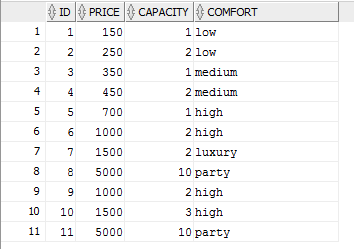 ID PRICE CAPACITY COMFORT
1 1 150 1 low
2 2 250 2 low
3 3 350 1 medium
4 4 450 2 medium
5 5 700 1 high
6 6 1000 2 high
7 7 1500 2 luxury
8 8 5000 10 party
9 9 1000 2 high
10 10 1500 3 high
11 11 5000 10 party